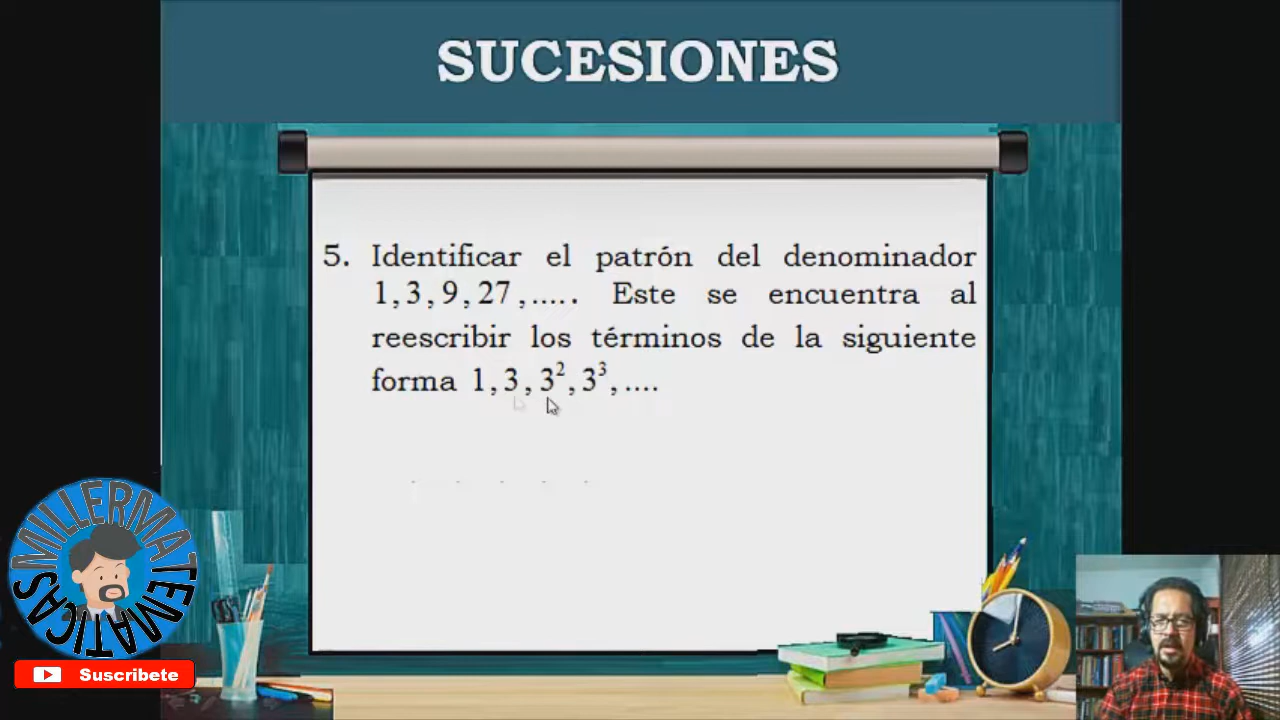 SUCESIONES
5. Identificar el patrón del denominador
1, 3, 9, 27, ..... Este se encuentra al
reescribir los términos de la siguiente
forma 1, 3, 3², 3³, ....
MILLERMATEMATICAS
Suscribete